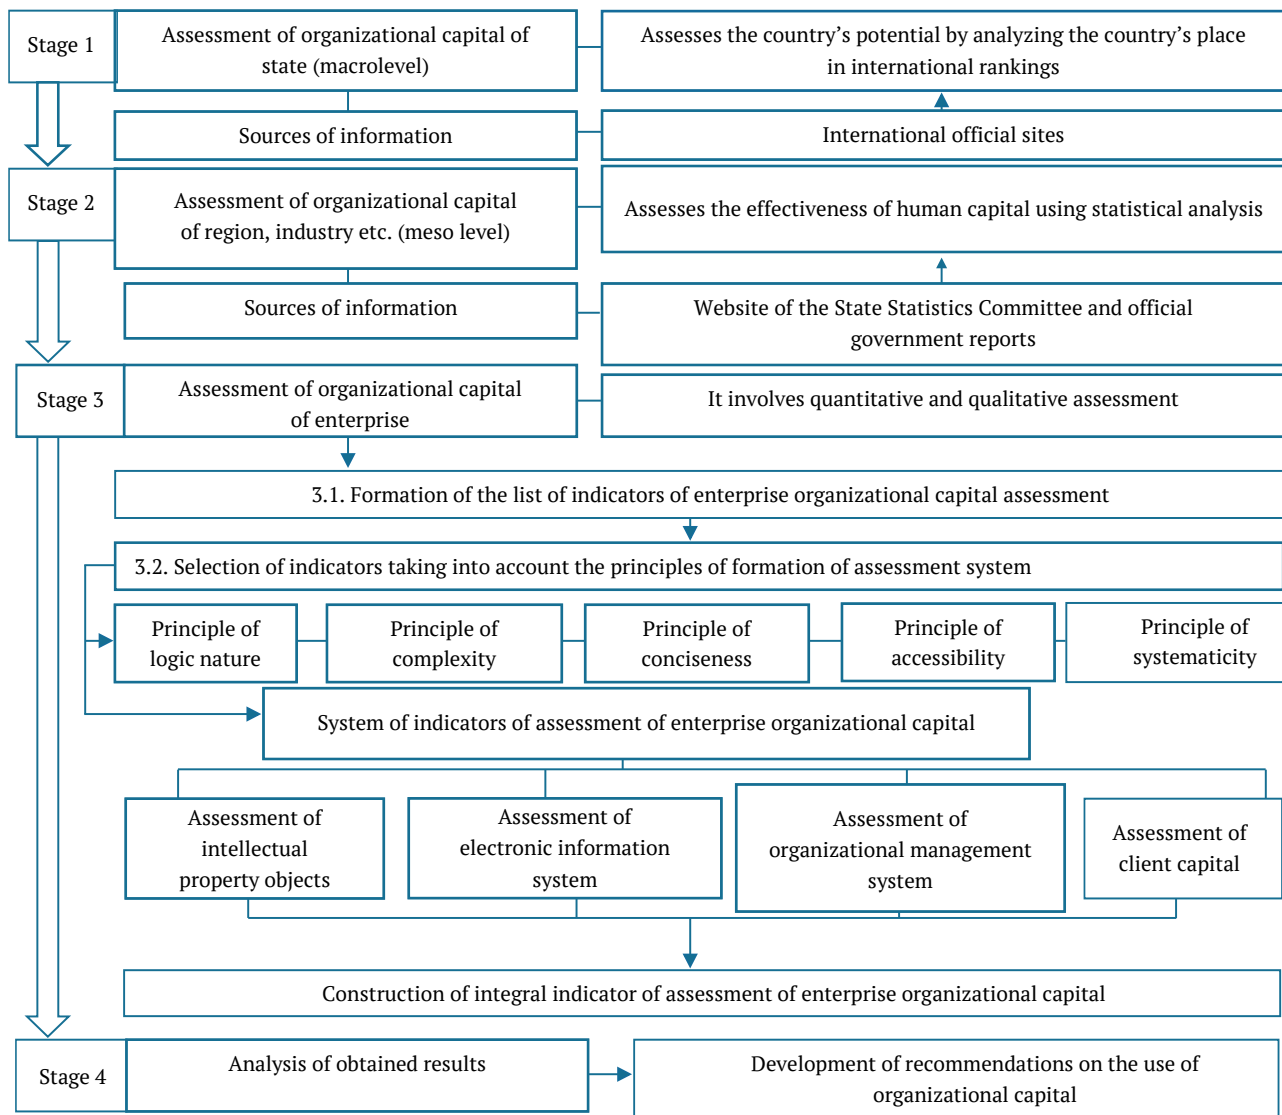 Stage 1
Assessment of organizational capital of
state (macrolevel)
Assesses the country's potential by analyzing the country's place
in international rankings
Sources of information
International official sites
Stage 2
Assessment of organizational capital
of region, industry etc. (meso level)
Assesses the effectiveness of human capital using statistical analysis
Sources of information
Website of the State Statistics Committee and official
government reports
Stage 3
Assessment of organizational capital
of enterprise
It involves quantitative and qualitative assessment
3.1. Formation of the list of indicators of enterprise organizational capital assessment
3.2. Selection of indicators taking into account the principles of formation of assessment system
Principle of
logic nature
Principle of
complexity
Principle of
conciseness
Principle of
accessibility
Principle of
systematicity
System of indicators of assessment of enterprise organizational capital
Assessment of
intellectual
property objects
Assessment of
electronic information
system
Assessment of
organizational management
system
Assessment of
client capital
Construction of integral indicator of assessment of enterprise organizational capital
Stage 4
Analysis of obtained results
Development of recommendations on the use of
organizational capital